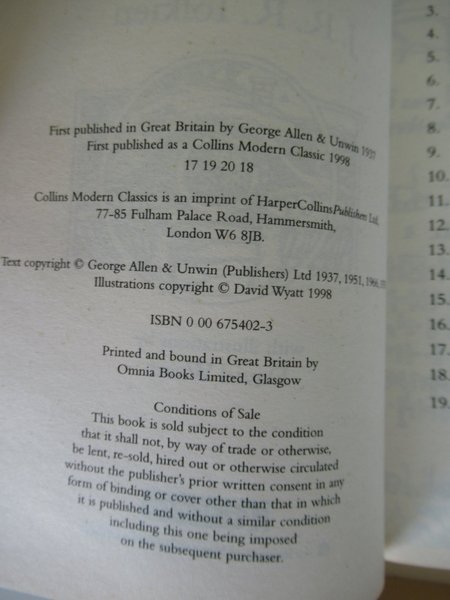 First published in Great Britain by George Allen & Unwin 1937
First published as a Collins Modern Classic 1998
17 19 20 18
Collins Modern Classics is an imprint of HarperCollinsPublishers Ltd,
77-85 Fulham Palace Road, Hammersmith,
London W6 8JB.
Text copyright © George Allen & Unwin (Publishers) Ltd 1937, 1951, 1966,
Illustrations copyright © David Wyatt 1998
ISBN 0 00 675402-3
Printed and bound in Great Britain by
Omnia Books Limited, Glasgow
Conditions of Sale
This book is sold subject to the condition
that it shall not, by way of trade or otherwise,
be lent, re-sold, hired out or otherwise circulated
without the publisher's prior written consent in any
form of binding or cover other than that in which
it is published and without a similar condition
including this one being imposed
on the subsequent purchaser.
3.
4.
5.
6.
7.
8.
9.
10.
11.
12.
13.
14.
15.
16.
17.
18.
19.